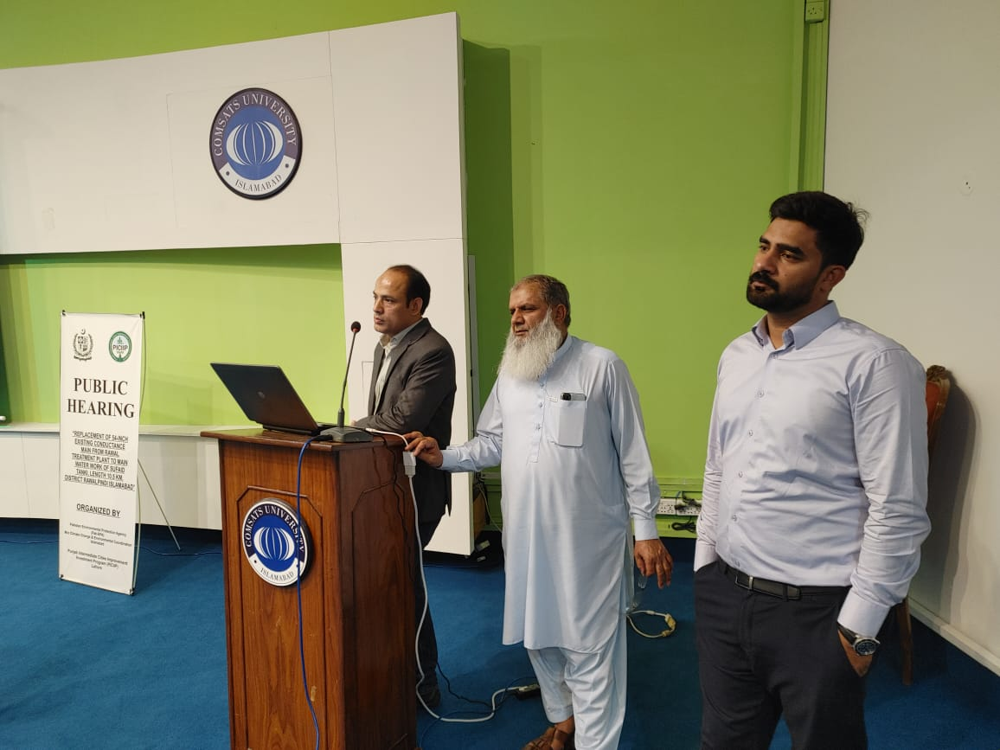 COMSATS UNIVERSITY
ISLAMABAD
PICIIP
PUBLIC
HEARING
"REPLACEMENT OF 54-INCH
EXISTING CONDUCTANCE
MAIN FROM RAWAL
TREATMENT PLANT TO MAIN
WATER WORK OF SUFAID
TANKI, LENGTH 10.5 KM,
DISTRICT RAWALPINDI ISLAMABAD"
ORGANIZED BY
Pakistan Environmental Protection Agency
(Pak-EPA)
M/o Climate Change & Environmental Coordination
Islamabad
Punjab Intermediate Cities Improvement
Investment Program (PICIIP)
Lahore
COMSATS UNIVERSITY
ISLAMABAD